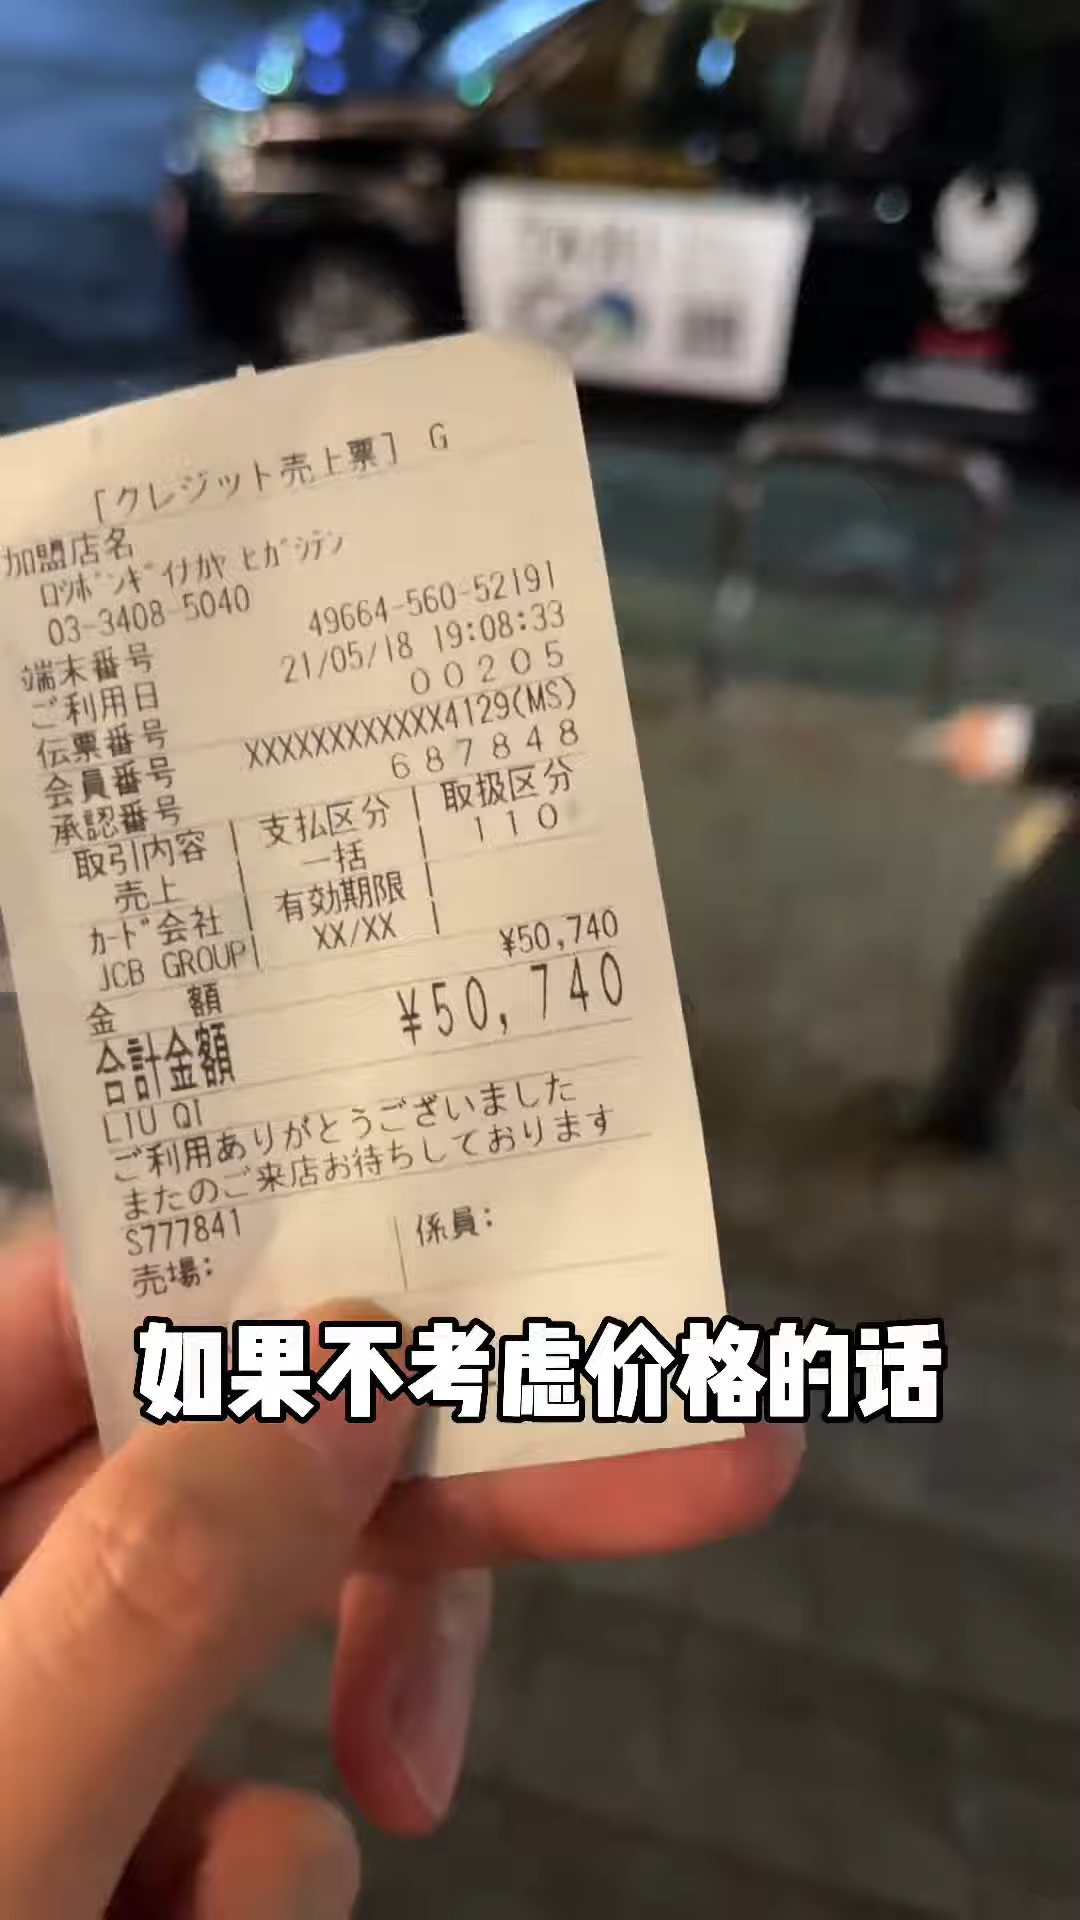 [クレジット売上票] G
加盟店名
ﾛﾂﾎﾟﾝｷﾞｲﾅｶﾔ ﾋｶﾞｼﾃﾝ
03-3408-5040
端末番号 49664-560-52191
ご利用日 21/05/18 19:08:33
伝票番号 00205
会員番号 XXXXXXXXXXXX4129(MS)
承認番号 687848
取引内容 | 支払区分 | 取扱区分
売上 | 一括 | 110
ｶｰﾄﾞ会社 | 有効期限 |
JCB GROUP | XX/XX |
金 額 ¥50,740
合計金額 ¥50,740
LIU QI
ご利用ありがとうございました
またのご来店お待ちしております
S777841
売場: 係員:
如果不考虑价格的话